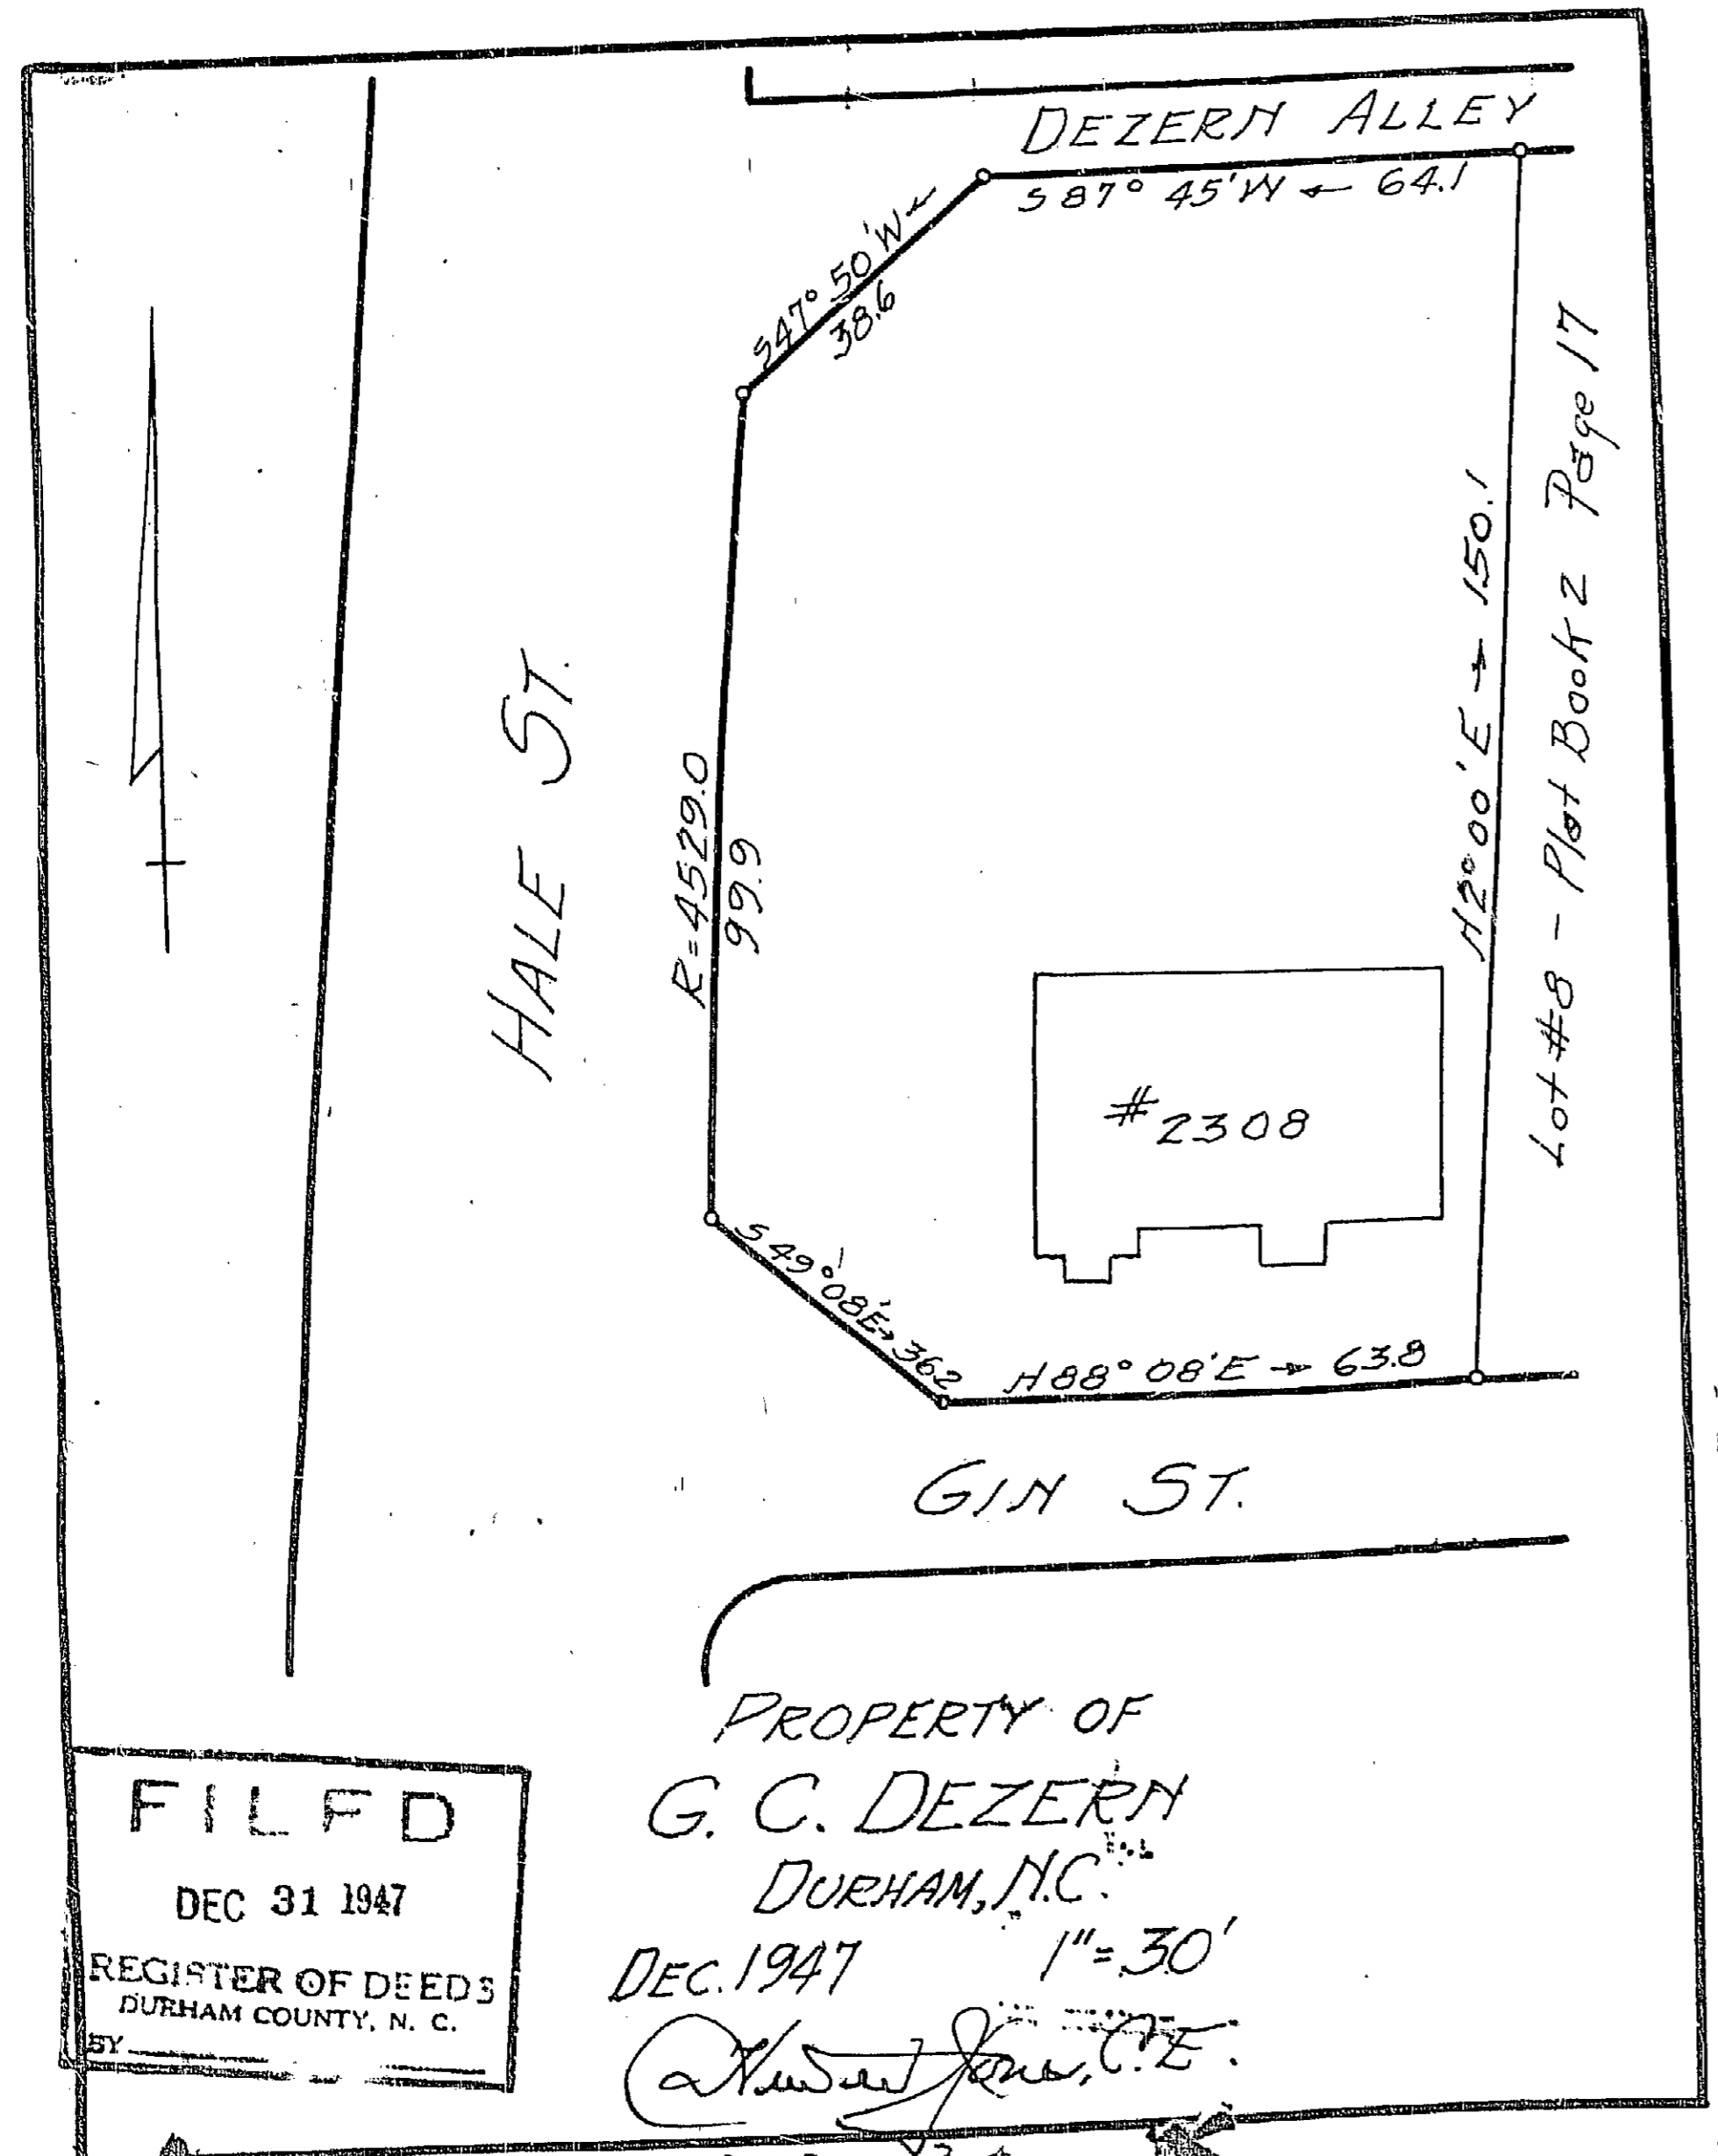 DEZERN ALLEY
S 87° 45' W ← 64.1
S 47° 50' W ←
38.6
HALE ST.
R=4529.0
99.9
N 2° 00' E → 150.1
Lot #8 - Plat Book 2 Page 17
#2308
S 49° 08' E → 36.2
N 88° 08' E → 63.8
GIN ST.
PROPERTY OF
G. C. DEZERN
DURHAM, N.C.
DEC. 1947 1"=30'
Jones, C.E.
FILED
DEC 31 1947
REGISTER OF DEEDS
DURHAM COUNTY, N. C.
BY